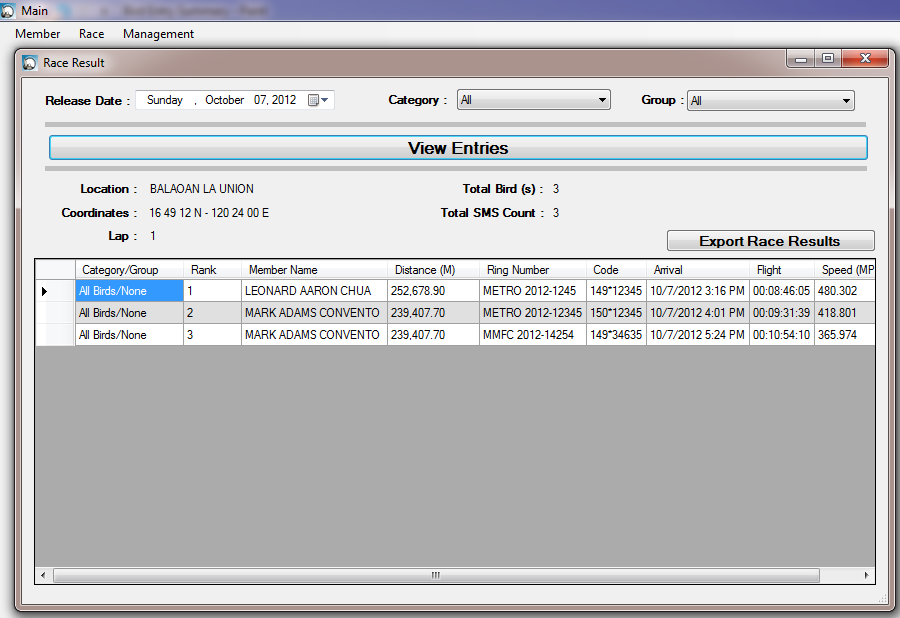 Main
Member Race Management
Race Result
Release Date : Sunday , October 07, 2012 Category : All Group : All
View Entries
Location : BALAOAN LA UNION Total Bird (s) : 3
Coordinates : 16 49 12 N - 120 24 00 E Total SMS Count : 3
Lap : 1
Export Race Results
Category/Group Rank Member Name Distance (M) Ring Number Code Arrival Flight Speed (MP
All Birds/None 1 LEONARD AARON CHUA 252,678.90 METRO 2012-1245 149*12345 10/7/2012 3:16 PM 00:08:46:05 480.302
All Birds/None 2 MARK ADAMS CONVENTO 239,407.70 METRO 2012-12345 150*12345 10/7/2012 4:01 PM 00:09:31:39 418.801
All Birds/None 3 MARK ADAMS CONVENTO 239,407.70 MMFC 2012-14254 149*34635 10/7/2012 5:24 PM 00:10:54:10 365.974